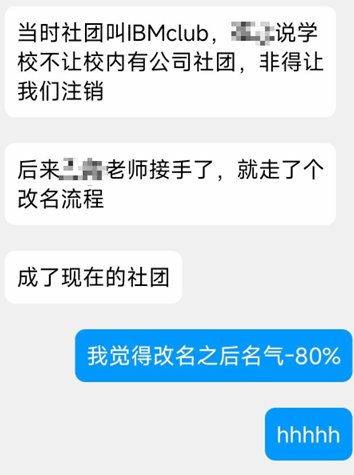 当时社团叫IBMclub，说学
校不让校内有公司社团，非得让
我们注销
后来老师接手了，就走了个
改名流程
成了现在的社团
我觉得改名之后名气-80%
hhhhh